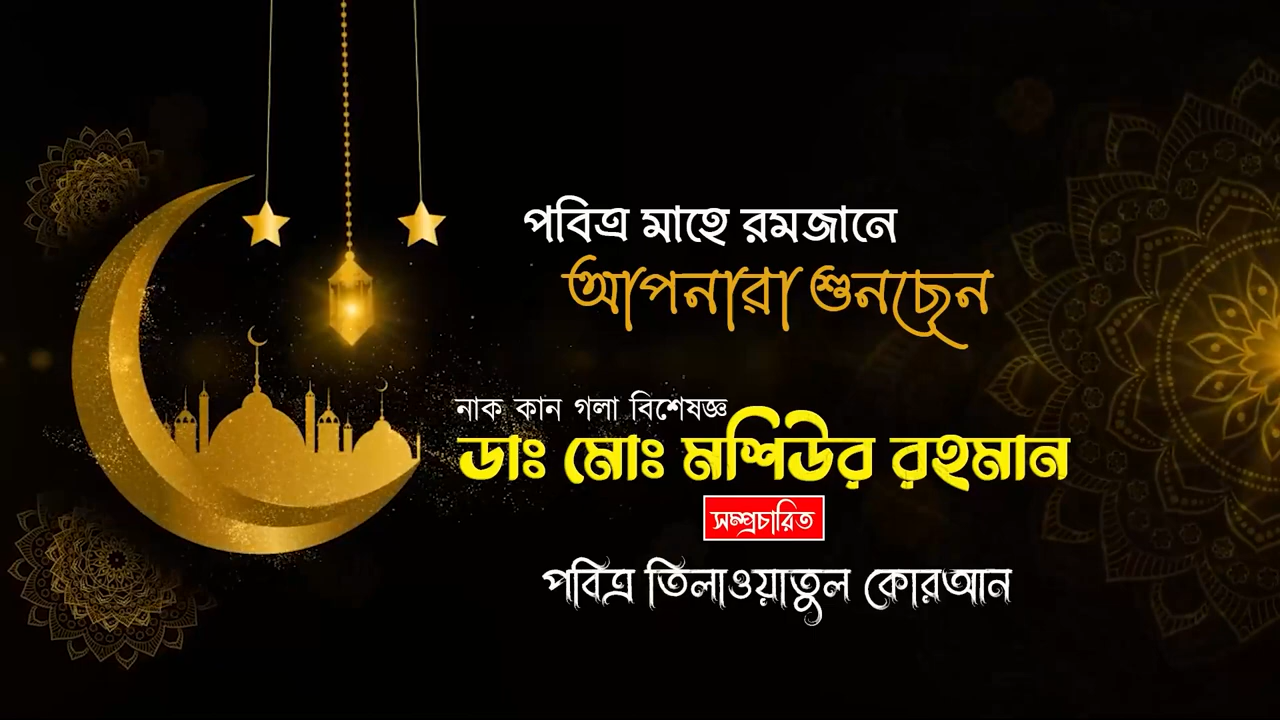 পবিত্র মাহে রমজানে
আপনারা শুনছেন
নাক কান গলা বিশেষজ্ঞ
ডাঃ মোঃ মশিউর রহমান
সম্প্রচারিত
পবিত্র তিলাওয়াতুল কোরআন